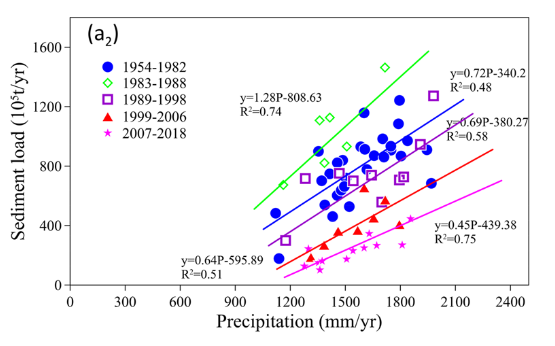 (a₂)
1954-1982
1983-1988
1989-1998
1999-2006
2007-2018
y=1.28P-808.63
R²=0.74
y=0.72P-340.2
R²=0.48
y=0.69P-380.27
R²=0.58
y=0.45P-439.38
R²=0.75
y=0.64P-595.89
R²=0.51
Sediment load (10⁵t/yr)
1600
1200
800
400
0
0 300 600 900 1200 1500 1800 2100 2400
Precipitation (mm/yr)